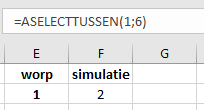 =ASELECTTUSSEN(1;6)
E F G
worp simulatie
1 2